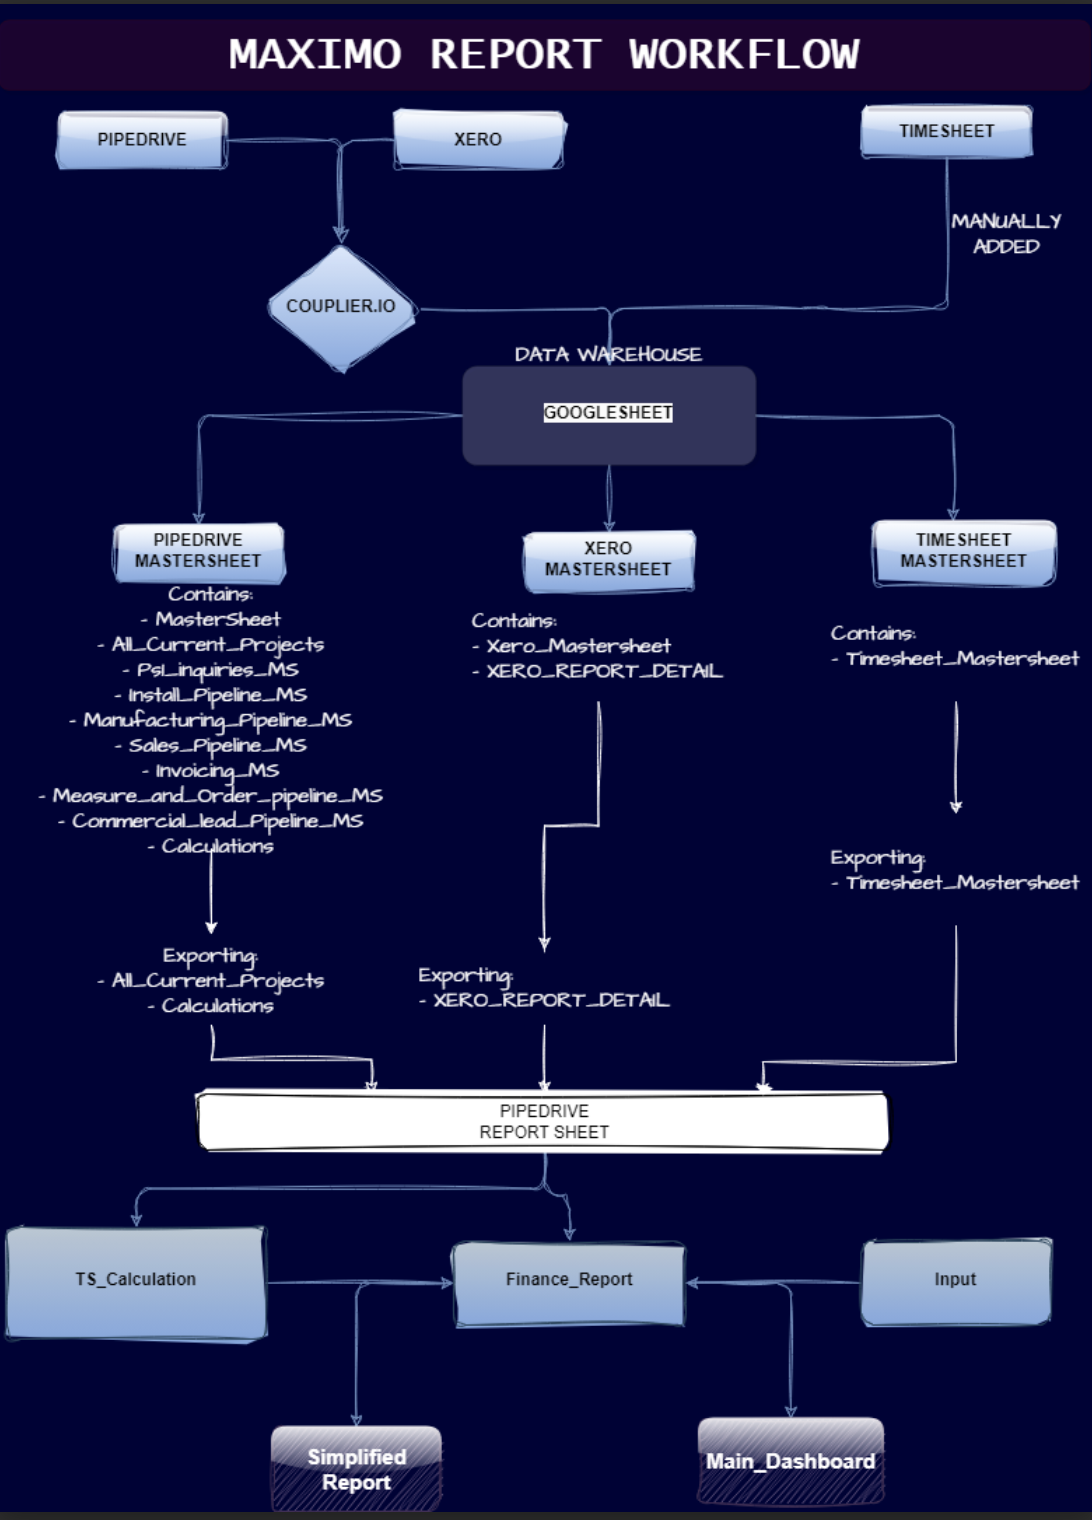 MAXIMO REPORT WORKFLOW
PIPEDRIVE
XERO
TIMESHEET
MANUALLY
ADDED
COUPLIER.IO
DATA WAREHOUSE
GOOGLESHEET
PIPEDRIVE
MASTERSHEET
Contains:
- MasterSheet
- All_Current_Projects
- Psl_inquiries_MS
- Install_Pipeline_MS
- Manufacturing_Pipeline_MS
- Sales_Pipeline_MS
- Invoicing_MS
- Measure_and_Order_pipeline_MS
- Commercial_lead_Pipeline_MS
- Calculations
Exporting:
- All_Current_Projects
- Calculations
XERO
MASTERSHEET
Contains:
- Xero_Mastersheet
- XERO_REPORT_DETAIL
Exporting:
- XERO_REPORT_DETAIL
TIMESHEET
MASTERSHEET
Contains:
- Timesheet_Mastersheet
Exporting:
- Timesheet_Mastersheet
PIPEDRIVE
REPORT SHEET
TS_Calculation
Finance_Report
Input
Simplified
Report
Main_Dashboard